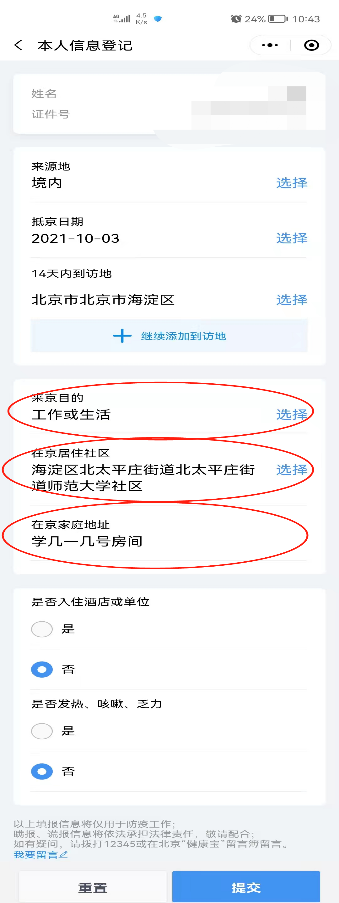 4.5
K/s
24%
10:43
本人信息登记
姓名
证件号
来源地
境内
选择
抵京日期
2021-10-03
选择
14天内到访地
北京市北京市海淀区
选择
继续添加到访地
来京目的
工作或生活
选择
在京居住社区
海淀区北太平庄街道北太平庄街
道师范大学社区
选择
在京家庭地址
学几一几号房间
是否入住酒店或单位
是
否
是否发热、咳嗽、乏力
是
否
以上填报信息将仅用于防疫工作；
瞒报、谎报信息将依法承担法律责任，敬请配合；
如有疑问，请拨打12345或在北京“健康宝”留言簿留言。
我要留言
重置
提交